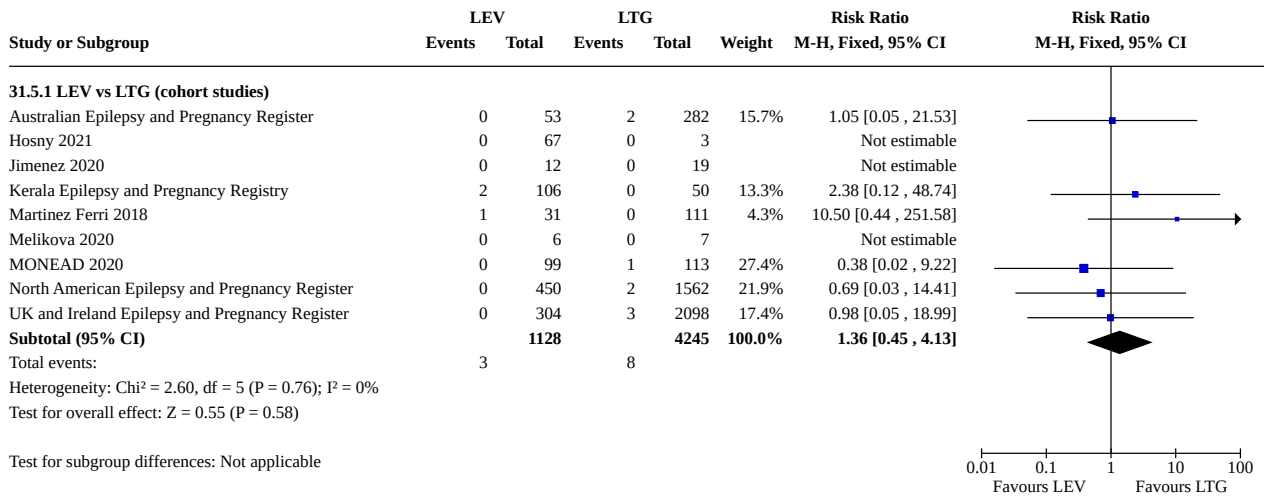 LEV LTG Risk Ratio Risk Ratio
Study or Subgroup Events Total Events Total Weight M-H, Fixed, 95% CI M-H, Fixed, 95% CI
31.5.1 LEV vs LTG (cohort studies)
Australian Epilepsy and Pregnancy Register 0 53 2 282 15.7% 1.05 [0.05 , 21.53]
Hosny 2021 0 67 0 3 Not estimable
Jimenez 2020 0 12 0 19 Not estimable
Kerala Epilepsy and Pregnancy Registry 2 106 0 50 13.3% 2.38 [0.12 , 48.74]
Martinez Ferri 2018 1 31 0 111 4.3% 10.50 [0.44 , 251.58]
Melikova 2020 0 6 0 7 Not estimable
MONEAD 2020 0 99 1 113 27.4% 0.38 [0.02 , 9.22]
North American Epilepsy and Pregnancy Register 0 450 2 1562 21.9% 0.69 [0.03 , 14.41]
UK and Ireland Epilepsy and Pregnancy Register 0 304 3 2098 17.4% 0.98 [0.05 , 18.99]
Subtotal (95% CI) 1128 4245 100.0% 1.36 [0.45 , 4.13]
Total events: 3 8
Heterogeneity: Chi² = 2.60, df = 5 (P = 0.76); I² = 0%
Test for overall effect: Z = 0.55 (P = 0.58)
Test for subgroup differences: Not applicable
0.01 0.1 1 10 100
Favours LEV Favours LTG